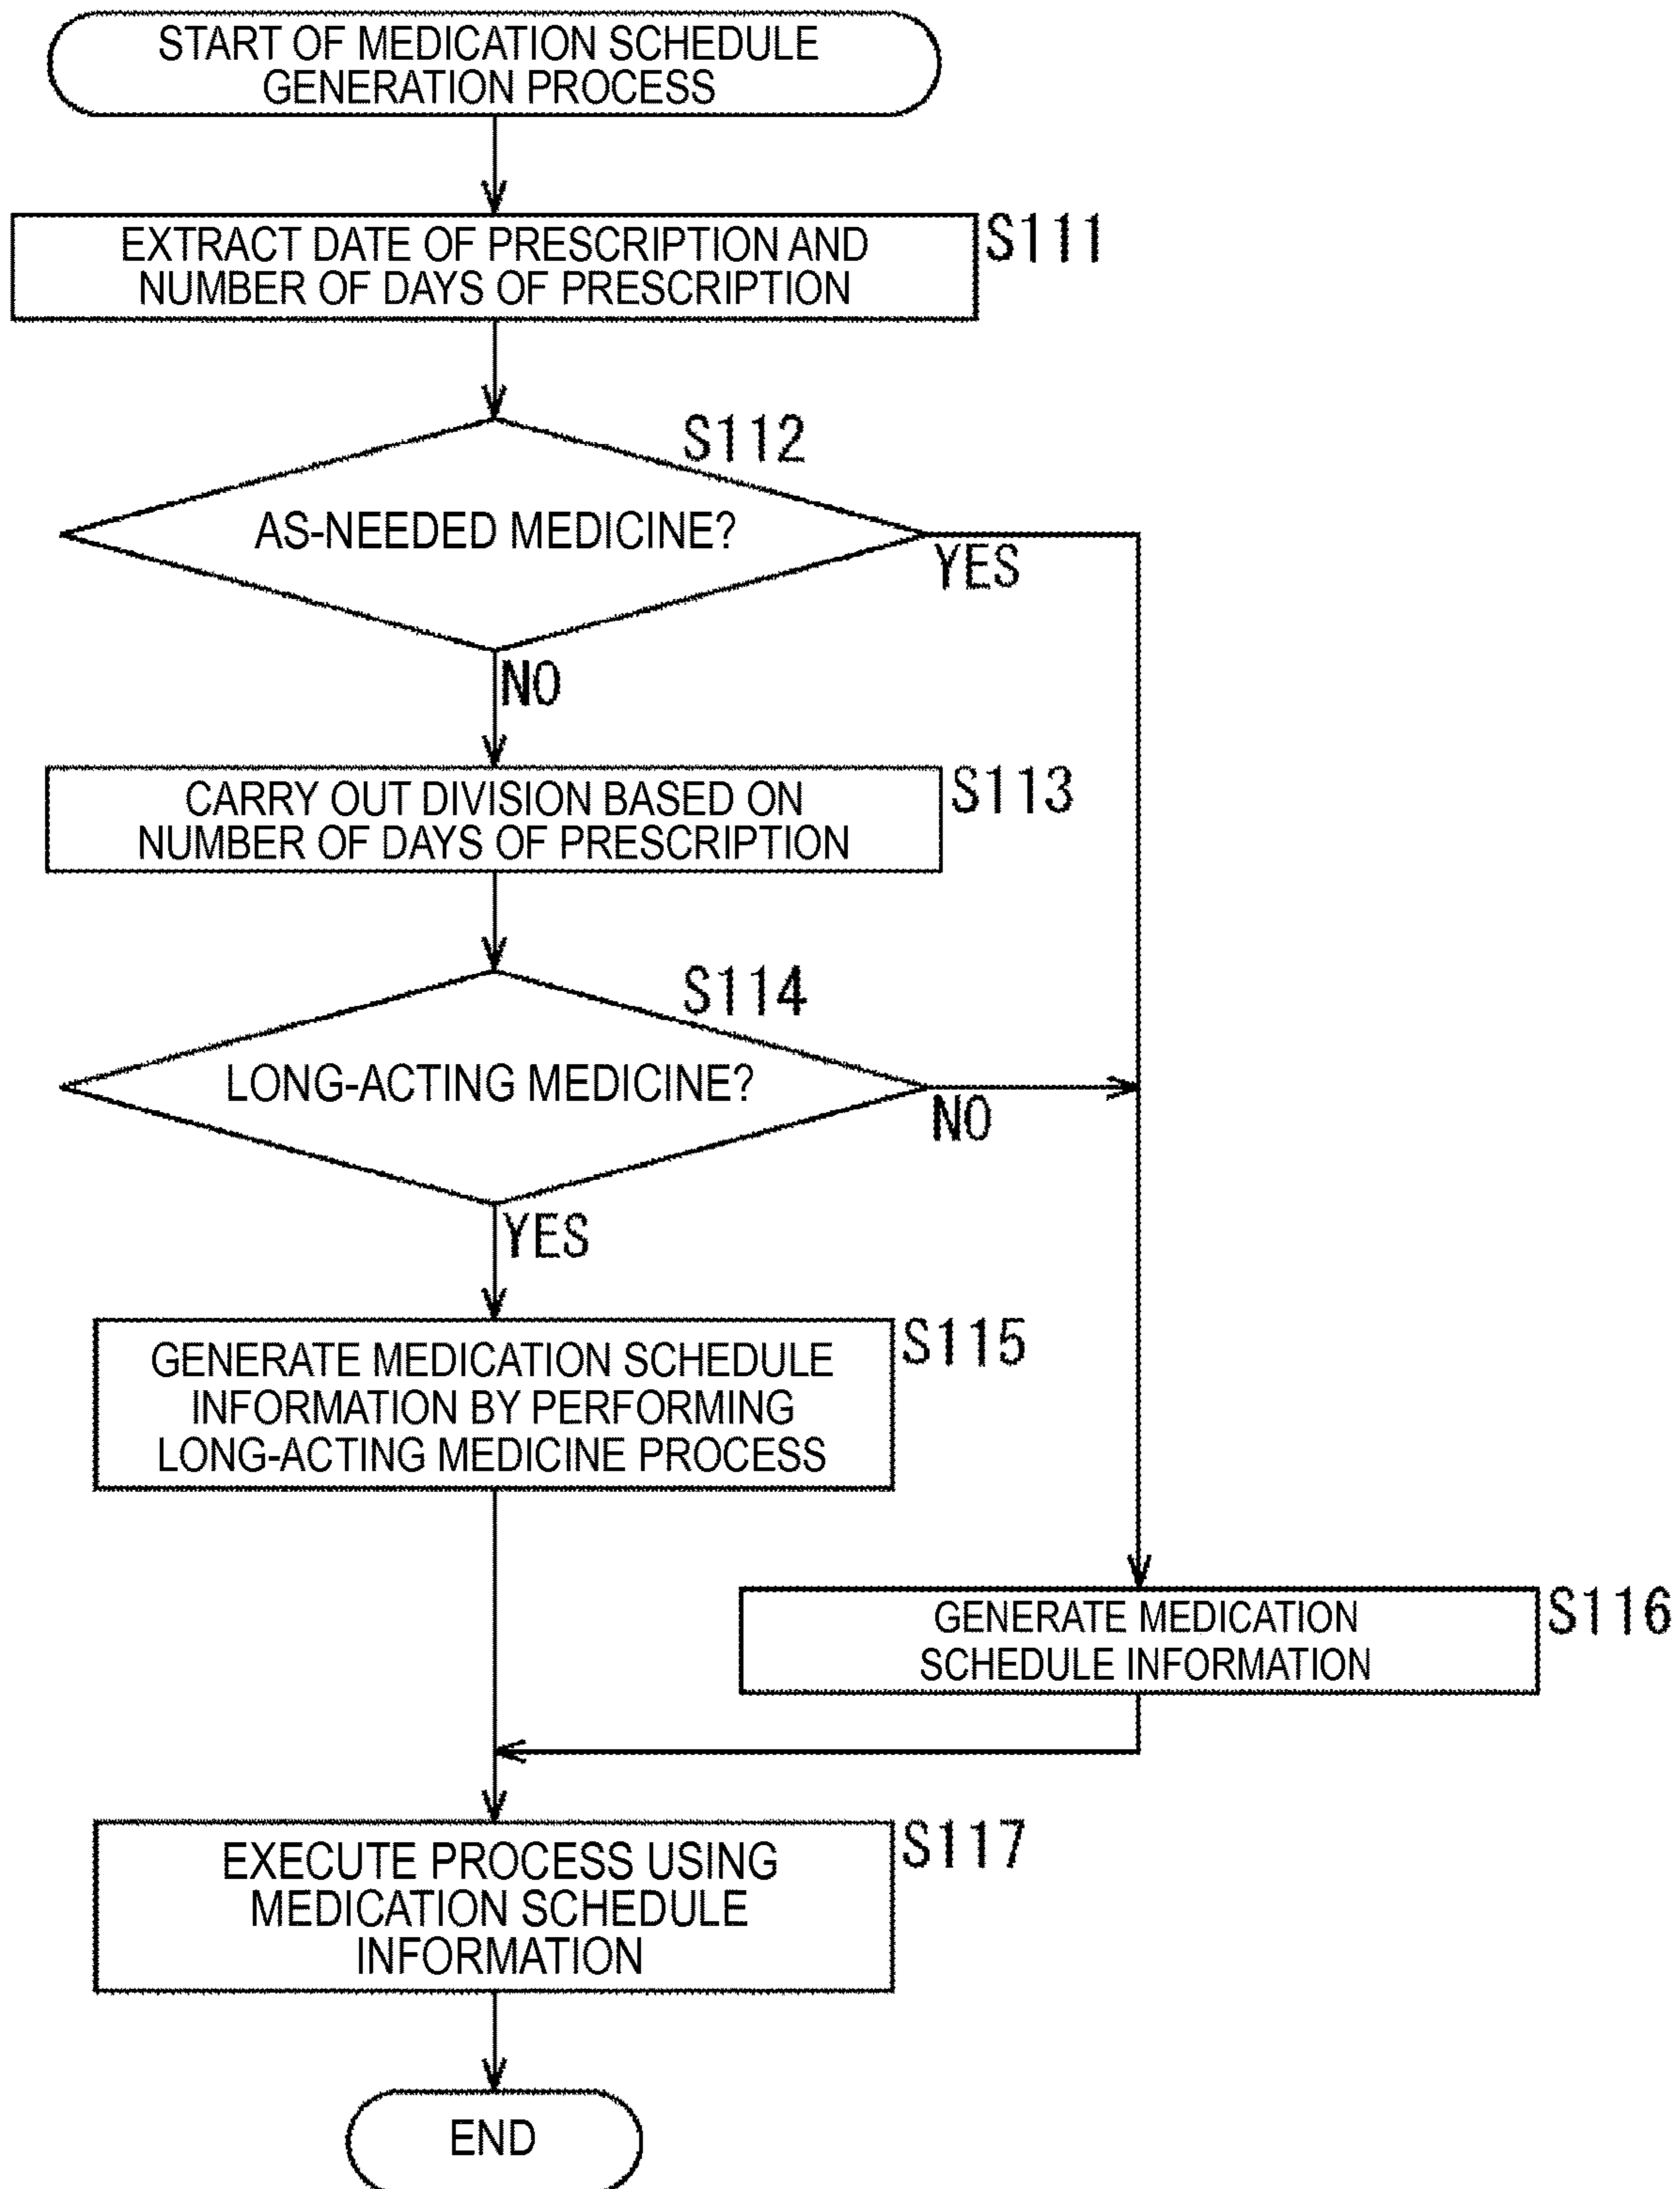 START OF MEDICATION SCHEDULE
GENERATION PROCESS
EXTRACT DATE OF PRESCRIPTION AND
NUMBER OF DAYS OF PRESCRIPTION
S111
S112
AS-NEEDED MEDICINE?
YES
NO
CARRY OUT DIVISION BASED ON
NUMBER OF DAYS OF PRESCRIPTION
S113
S114
LONG-ACTING MEDICINE?
NO
YES
GENERATE MEDICATION SCHEDULE
INFORMATION BY PERFORMING
LONG-ACTING MEDICINE PROCESS
S115
GENERATE MEDICATION
SCHEDULE INFORMATION
S116
EXECUTE PROCESS USING
MEDICATION SCHEDULE
INFORMATION
S117
END